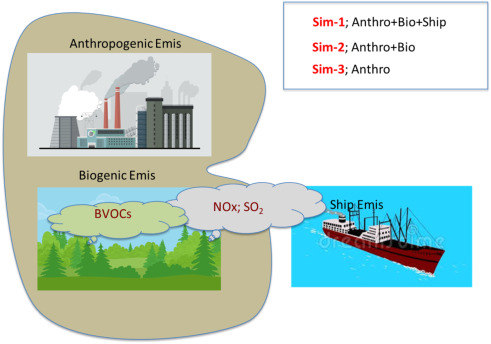 Sim-1; Anthro+Bio+Ship
Sim-2; Anthro+Bio
Sim-3; Anthro
Anthropogenic Emis
Biogenic Emis
BVOCs
NOx; SO₂
Ship Emis